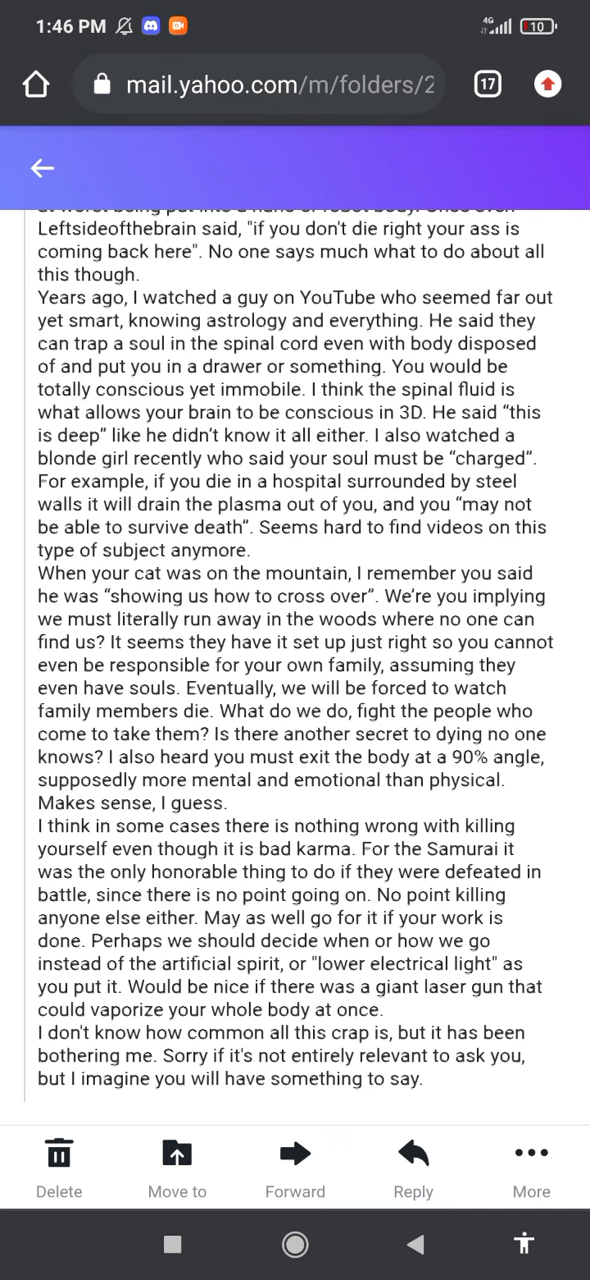 1:46 PM
4G
10
mail.yahoo.com/m/folders/2
17
Leftsideofthebrain said, "if you don't die right your ass is
coming back here". No one says much what to do about all
this though.
Years ago, I watched a guy on YouTube who seemed far out
yet smart, knowing astrology and everything. He said they
can trap a soul in the spinal cord even with body disposed
of and put you in a drawer or something. You would be
totally conscious yet immobile. I think the spinal fluid is
what allows your brain to be conscious in 3D. He said “this
is deep” like he didn’t know it all either. I also watched a
blonde girl recently who said your soul must be “charged”.
For example, if you die in a hospital surrounded by steel
walls it will drain the plasma out of you, and you “may not
be able to survive death”. Seems hard to find videos on this
type of subject anymore.
When your cat was on the mountain, I remember you said
he was “showing us how to cross over”. We’re you implying
we must literally run away in the woods where no one can
find us? It seems they have it set up just right so you cannot
even be responsible for your own family, assuming they
even have souls. Eventually, we will be forced to watch
family members die. What do we do, fight the people who
come to take them? Is there another secret to dying no one
knows? I also heard you must exit the body at a 90% angle,
supposedly more mental and emotional than physical.
Makes sense, I guess.
I think in some cases there is nothing wrong with killing
yourself even though it is bad karma. For the Samurai it
was the only honorable thing to do if they were defeated in
battle, since there is no point going on. No point killing
anyone else either. May as well go for it if your work is
done. Perhaps we should decide when or how we go
instead of the artificial spirit, or "lower electrical light" as
you put it. Would be nice if there was a giant laser gun that
could vaporize your whole body at once.
I don't know how common all this crap is, but it has been
bothering me. Sorry if it's not entirely relevant to ask you,
but I imagine you will have something to say.
Delete
Move to
Forward
Reply
More